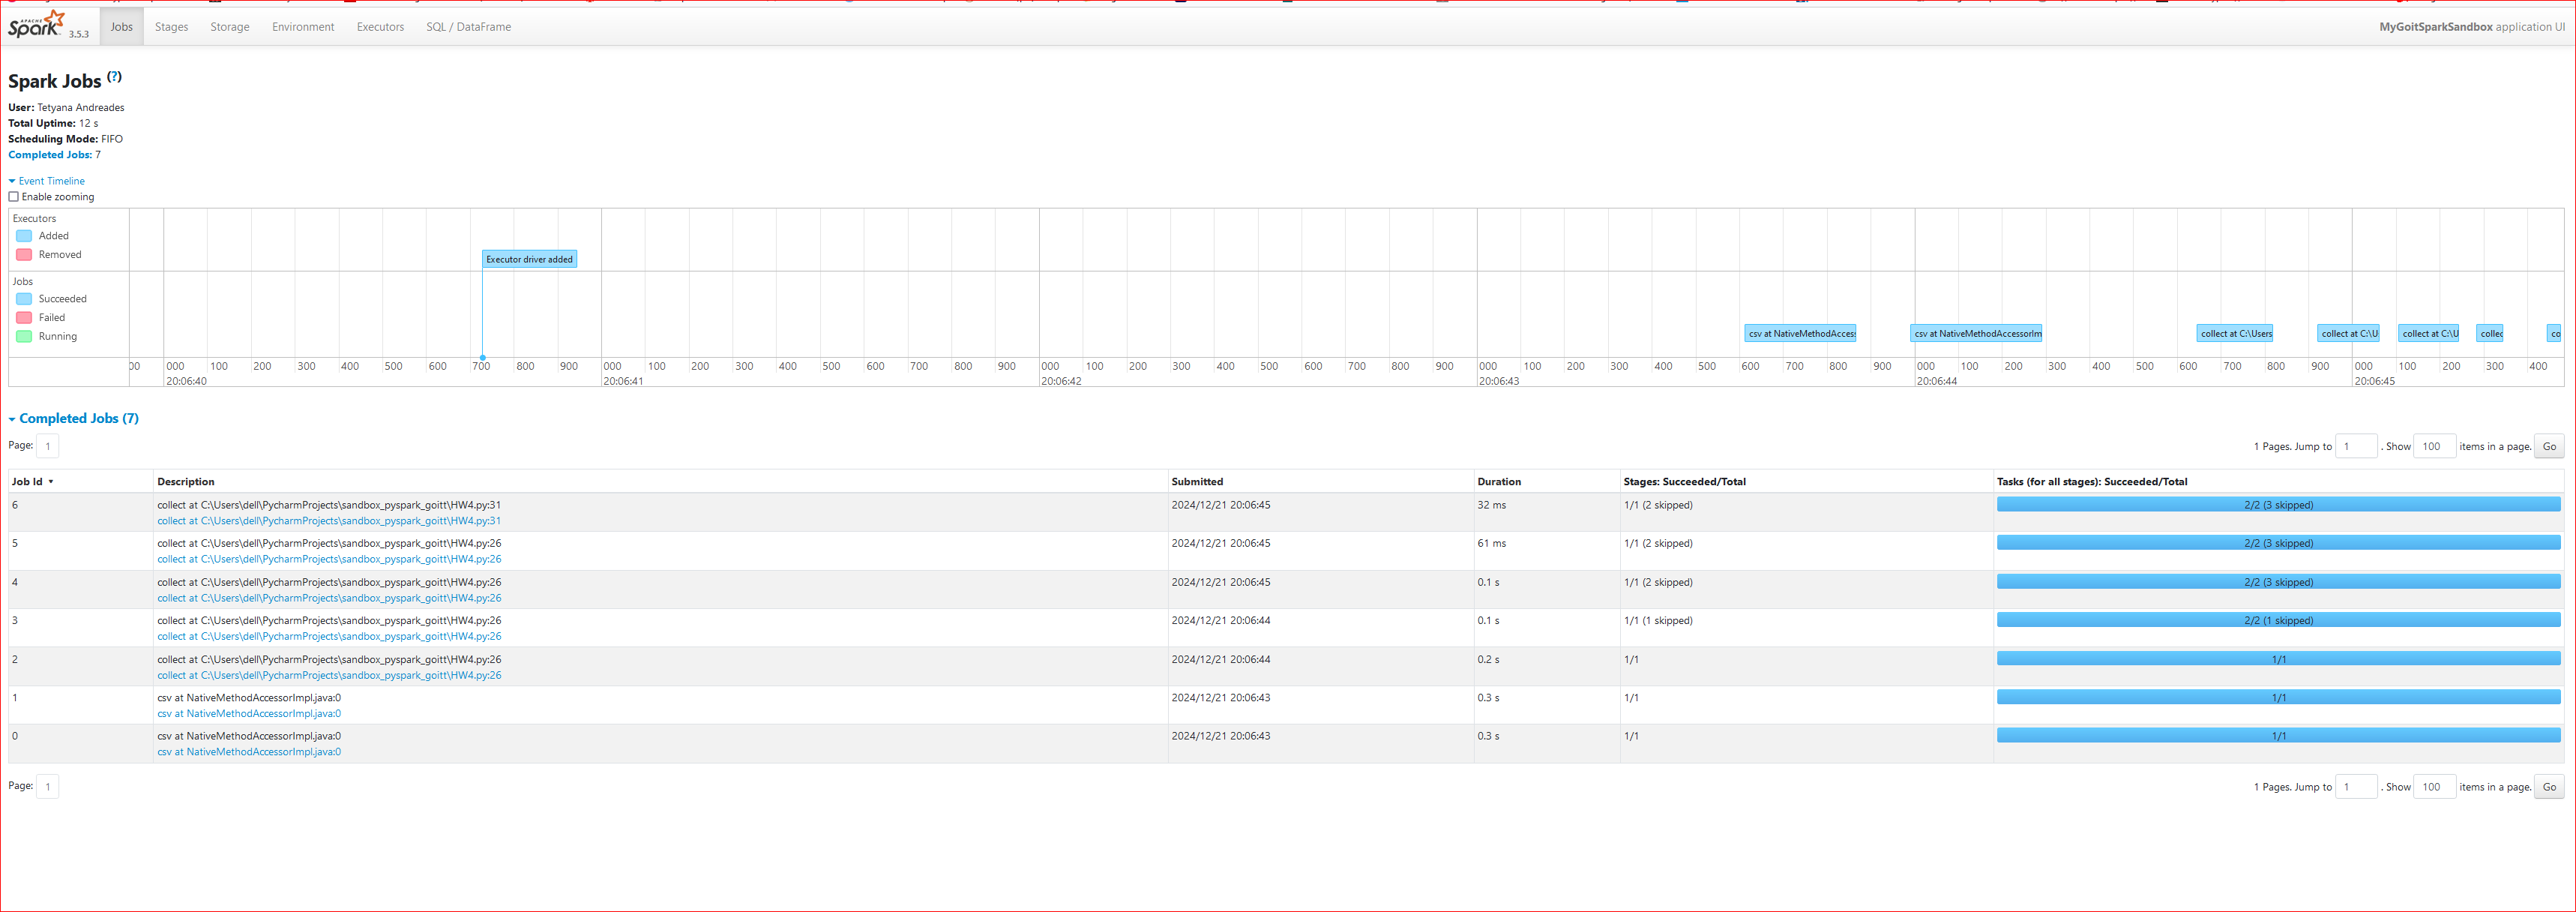 APACHE
Spark 3.5.3 Jobs Stages Storage Environment Executors SQL / DataFrame MyGoitSparkSandbox application UI
Spark Jobs (?)
User: Tetyana Andreades
Total Uptime: 12 s
Scheduling Mode: FIFO
Completed Jobs: 7
Event Timeline
Enable zooming
Executors
Added
Removed
Executor driver added
Jobs
Succeeded
Failed
Running
csv at NativeMethodAccess csv at NativeMethodAccessorIm collect at C:\Users collect at C:\U collect at C:\U collec co
00 000 100 200 300 400 500 600 700 800 900 000 100 200 300 400 500 600 700 800 900 000 100 200 300 400 500 600 700 800 900 000 100 200 300 400 500 600 700 800 900 000 100 200 300 400 500 600 700 800 900 000 100 200 300 400
20:06:40 20:06:41 20:06:42 20:06:43 20:06:44 20:06:45
Completed Jobs (7)
Page: 1 1 Pages. Jump to 1 . Show 100 items in a page. Go
Job Id Description Submitted Duration Stages: Succeeded/Total Tasks (for all stages): Succeeded/Total
6 collect at C:\Users\dell\PycharmProjects\sandbox_pyspark_goitt\HW4.py:31 2024/12/21 20:06:45 32 ms 1/1 (2 skipped) 2/2 (3 skipped)
collect at C:\Users\dell\PycharmProjects\sandbox_pyspark_goitt\HW4.py:31
5 collect at C:\Users\dell\PycharmProjects\sandbox_pyspark_goitt\HW4.py:26 2024/12/21 20:06:45 61 ms 1/1 (2 skipped) 2/2 (3 skipped)
collect at C:\Users\dell\PycharmProjects\sandbox_pyspark_goitt\HW4.py:26
4 collect at C:\Users\dell\PycharmProjects\sandbox_pyspark_goitt\HW4.py:26 2024/12/21 20:06:45 0.1 s 1/1 (2 skipped) 2/2 (3 skipped)
collect at C:\Users\dell\PycharmProjects\sandbox_pyspark_goitt\HW4.py:26
3 collect at C:\Users\dell\PycharmProjects\sandbox_pyspark_goitt\HW4.py:26 2024/12/21 20:06:44 0.1 s 1/1 (1 skipped) 2/2 (1 skipped)
collect at C:\Users\dell\PycharmProjects\sandbox_pyspark_goitt\HW4.py:26
2 collect at C:\Users\dell\PycharmProjects\sandbox_pyspark_goitt\HW4.py:26 2024/12/21 20:06:44 0.2 s 1/1 1/1
collect at C:\Users\dell\PycharmProjects\sandbox_pyspark_goitt\HW4.py:26
1 csv at NativeMethodAccessorImpl.java:0 2024/12/21 20:06:43 0.3 s 1/1 1/1
csv at NativeMethodAccessorImpl.java:0
0 csv at NativeMethodAccessorImpl.java:0 2024/12/21 20:06:43 0.3 s 1/1 1/1
csv at NativeMethodAccessorImpl.java:0
Page: 1 1 Pages. Jump to 1 . Show 100 items in a page. Go